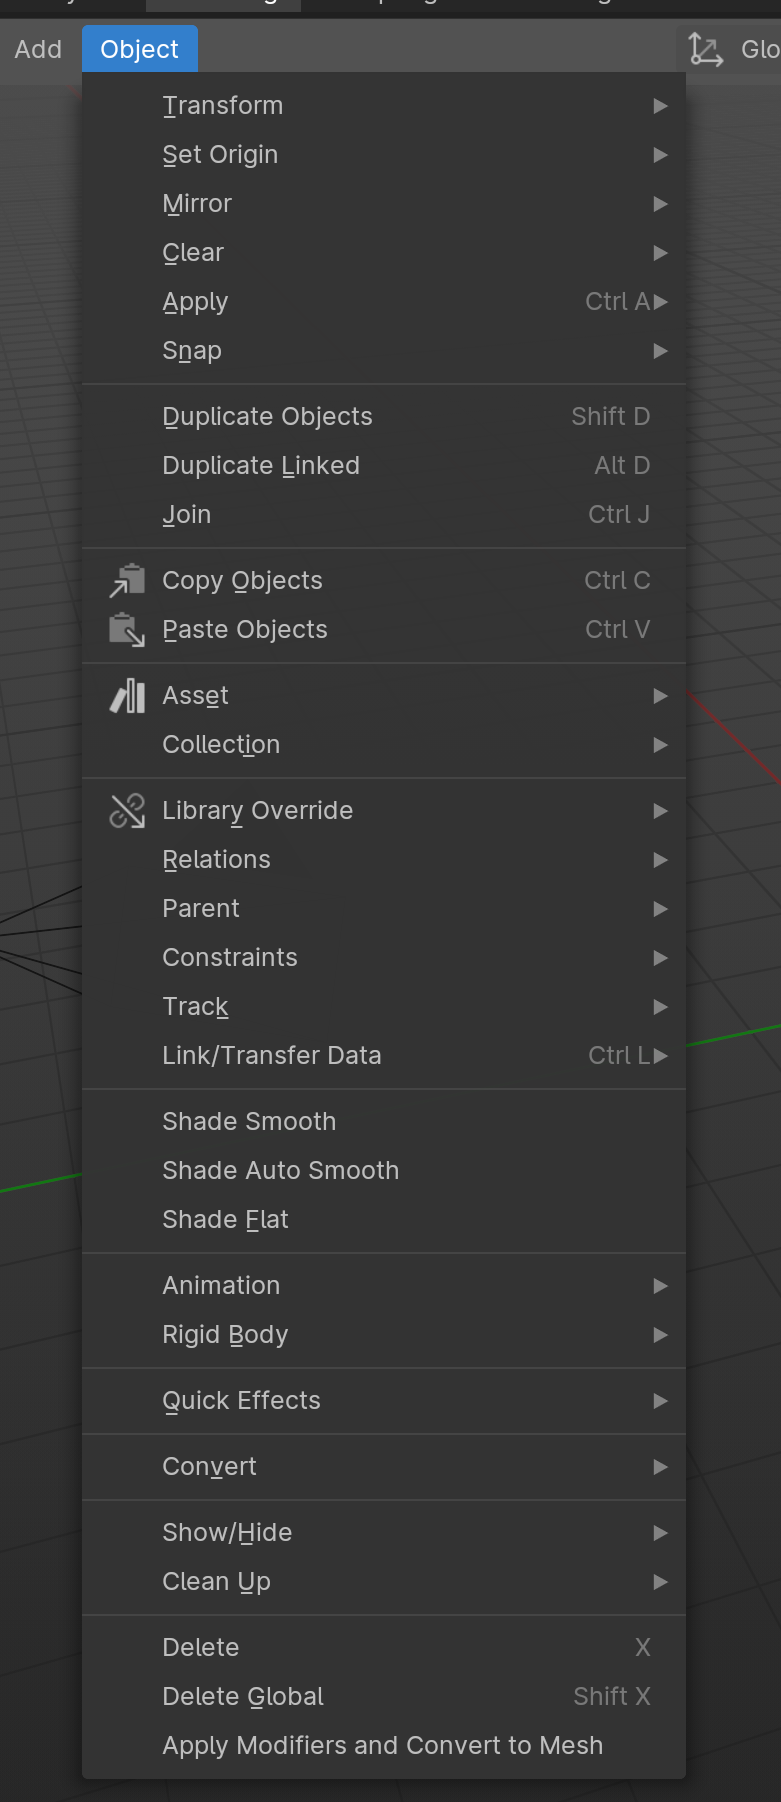 Add Object Glo
Transform
Set Origin
Mirror
Clear
Apply Ctrl A
Snap
Duplicate Objects Shift D
Duplicate Linked Alt D
Join Ctrl J
Copy Objects Ctrl C
Paste Objects Ctrl V
Asset
Collection
Library Override
Relations
Parent
Constraints
Track
Link/Transfer Data Ctrl L
Shade Smooth
Shade Auto Smooth
Shade Flat
Animation
Rigid Body
Quick Effects
Convert
Show/Hide
Clean Up
Delete X
Delete Global Shift X
Apply Modifiers and Convert to Mesh